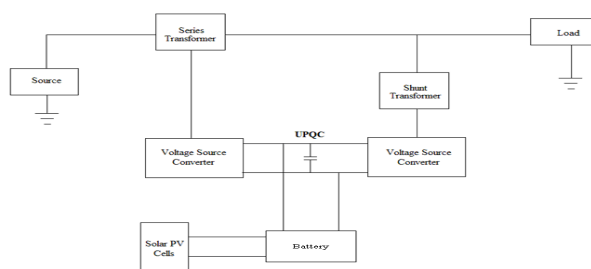 Series
Transformer
Load
Source
Shunt
Transformer
UPQC
Voltage Source
Converter
Voltage Source
Converter
Solar PV
Cells
Battery